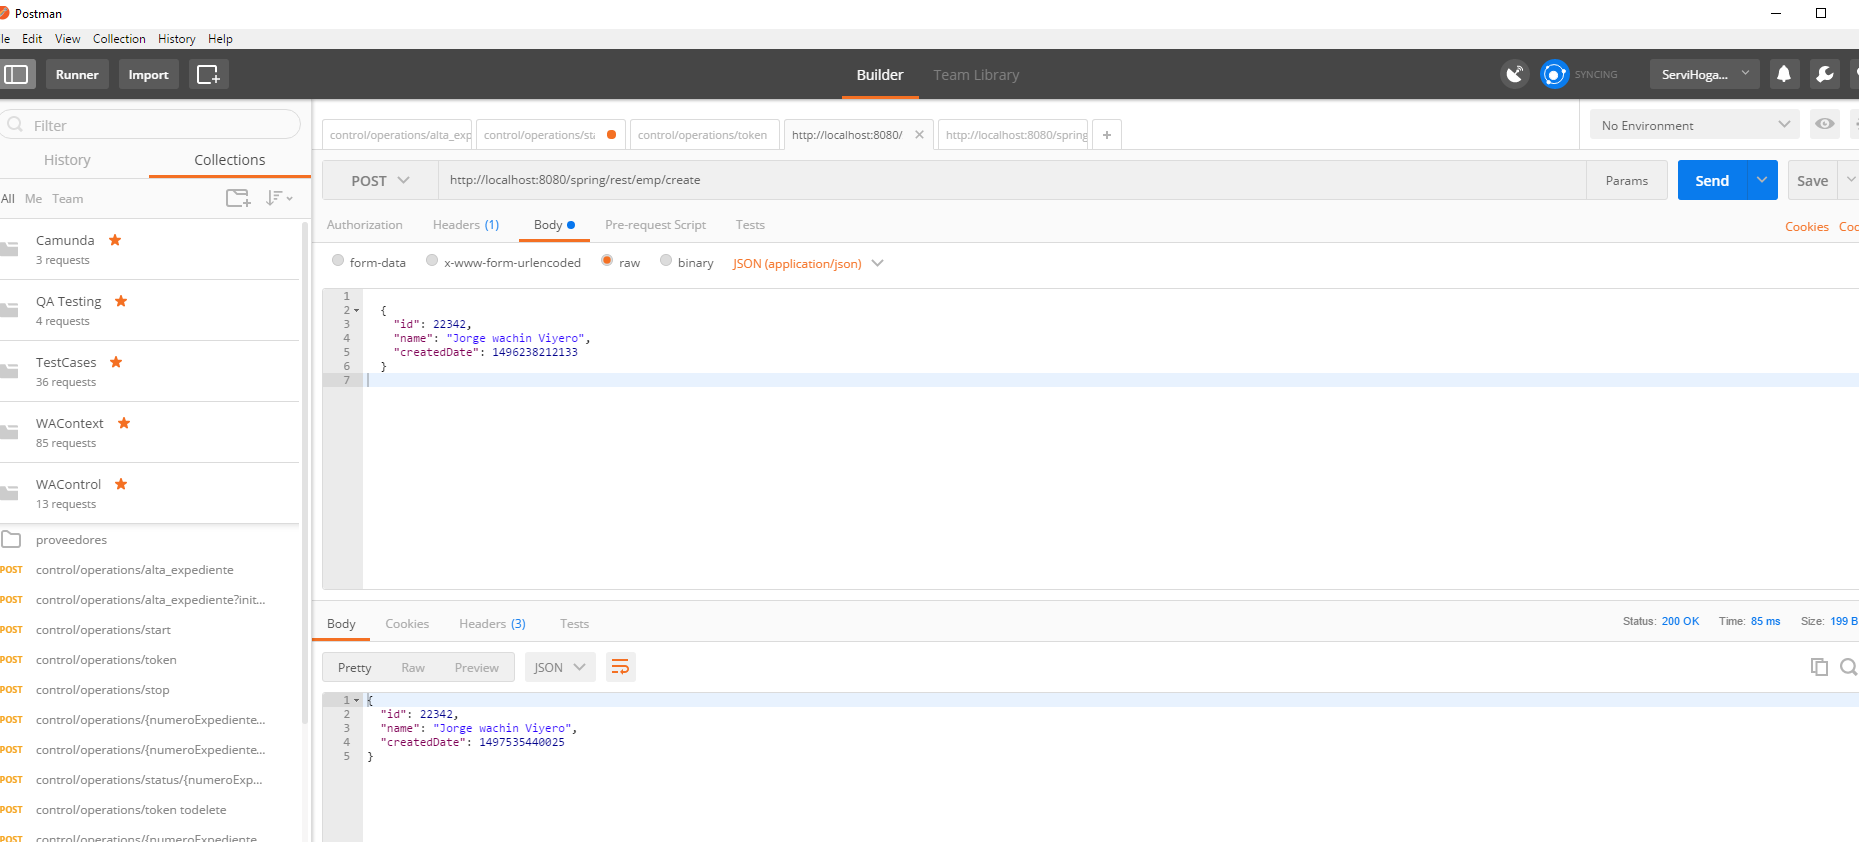 Postman
le Edit View Collection History Help
Runner Import Builder Team Library SYNCING ServiHoga...
Filter
History Collections
All Me Team
Camunda
3 requests
QA Testing
4 requests
TestCases
36 requests
WAContext
85 requests
WAControl
13 requests
proveedores
POST control/operations/alta_expediente
POST control/operations/alta_expediente?init...
POST control/operations/start
POST control/operations/token
POST control/operations/stop
POST control/operations/{numeroExpediente...
POST control/operations/{numeroExpediente...
POST control/operations/status/{numeroExp...
POST control/operations/token todelete
POST control/operations/{numeroExpediente
control/operations/alta_exp control/operations/sta control/operations/token http://localhost:8080/ http://localhost:8080/spring +
No Environment
POST http://localhost:8080/spring/rest/emp/create Params Send Save
Authorization Headers (1) Body Pre-request Script Tests Cookies Coo
form-data x-www-form-urlencoded raw binary JSON (application/json)
1
2 {
3 "id": 22342,
4 "name": "Jorge wachin Viyero",
5 "createdDate": 1496238212133
6 }
7
Body Cookies Headers (3) Tests Status: 200 OK Time: 85 ms Size: 199 B
Pretty Raw Preview JSON
1 {
2 "id": 22342,
3 "name": "Jorge wachin Viyero",
4 "createdDate": 1497535440025
5 }